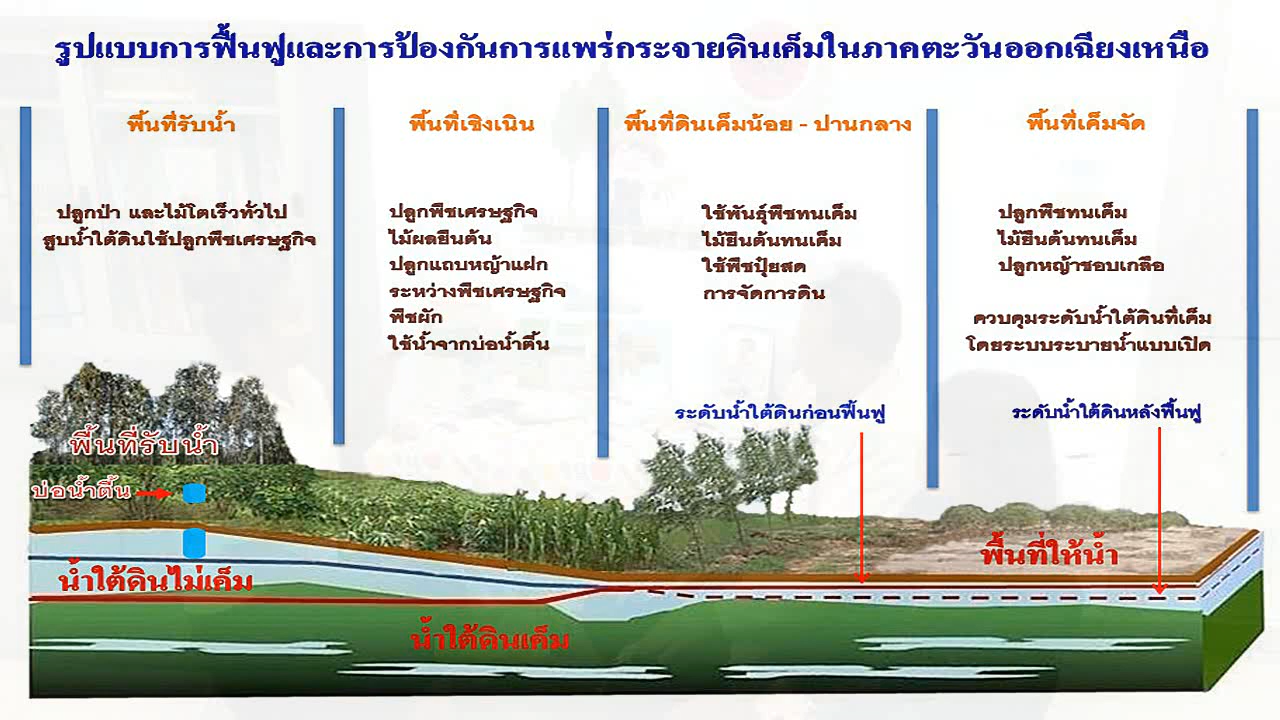 รูปแบบการฟื้นฟูและการป้องกันการแพร่กระจายดินเค็มในภาคตะวันออกเฉียงเหนือ
พื้นที่รับน้ำ
ปลูกป่า และไม้โตเร็วทั่วไป
สูบน้ำใต้ดินใช้ปลูกพืชเศรษฐกิจ
พื้นที่เชิงเนิน
ปลูกพืชเศรษฐกิจ
ไม้ผลยืนต้น
ปลูกแถบหญ้าแฝก
ระหว่างพืชเศรษฐกิจ
พืชผัก
ใช้น้ำจากบ่อน้ำตื้น
พื้นที่ดินเค็มน้อย - ปานกลาง
ใช้พันธุ์พืชทนเค็ม
ไม้ยืนต้นทนเค็ม
ใช้พืชปุ๋ยสด
การจัดการดิน
พื้นที่เค็มจัด
ปลูกพืชทนเค็ม
ไม้ยืนต้นทนเค็ม
ปลูกหญ้าชอบเกลือ
ควบคุมระดับน้ำใต้ดินที่เค็ม
โดยระบบระบายน้ำแบบเปิด
ระดับน้ำใต้ดินก่อนฟื้นฟู
ระดับน้ำใต้ดินหลังฟื้นฟู
พื้นที่รับน้ำ
บ่อน้ำตื้น
พื้นที่ให้น้ำ
น้ำใต้ดินไม่เค็ม
น้ำใต้ดินเค็ม